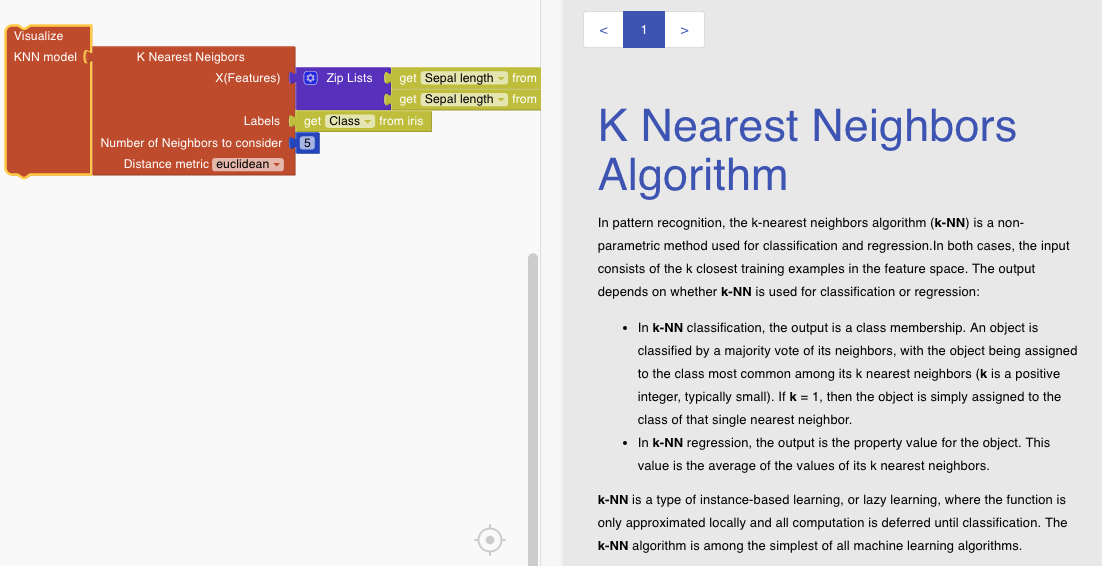 Visualize
KNN model
K Nearest Neigbors
X(Features)
Zip Lists
get Sepal length from
get Sepal length from
Labels
get Class from iris
Number of Neighbors to consider
5
Distance metric euclidean
< 1 >
K Nearest Neighbors
Algorithm
In pattern recognition, the k-nearest neighbors algorithm (k-NN) is a non-
parametric method used for classification and regression.In both cases, the input
consists of the k closest training examples in the feature space. The output
depends on whether k-NN is used for classification or regression:
• In k-NN classification, the output is a class membership. An object is
classified by a majority vote of its neighbors, with the object being assigned
to the class most common among its k nearest neighbors (k is a positive
integer, typically small). If k = 1, then the object is simply assigned to the
class of that single nearest neighbor.
• In k-NN regression, the output is the property value for the object. This
value is the average of the values of its k nearest neighbors.
k-NN is a type of instance-based learning, or lazy learning, where the function is
only approximated locally and all computation is deferred until classification. The
k-NN algorithm is among the simplest of all machine learning algorithms.